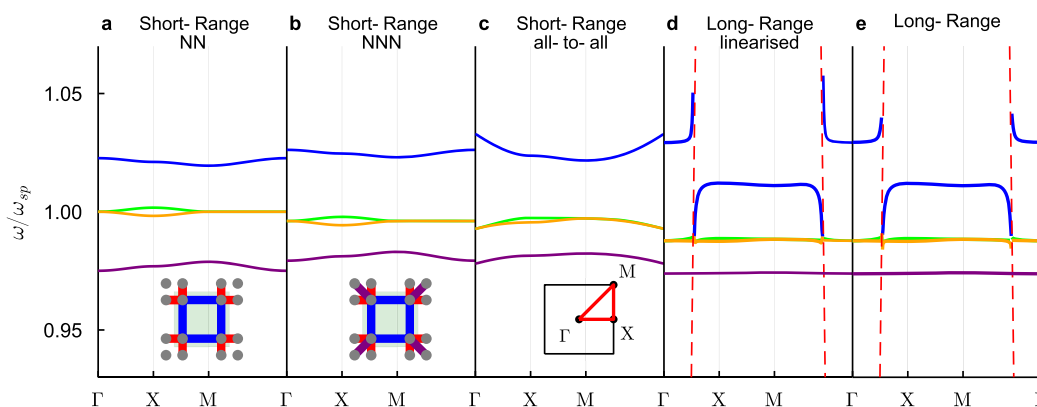 a Short- Range
NN
b Short- Range
NNN
c Short- Range
all- to- all
d Long- Range
linearised
e Long- Range
1.05
1.00
0.95
ω/ω_sp
M
Γ
X
Γ X M Γ X M Γ X M Γ X M Γ X M